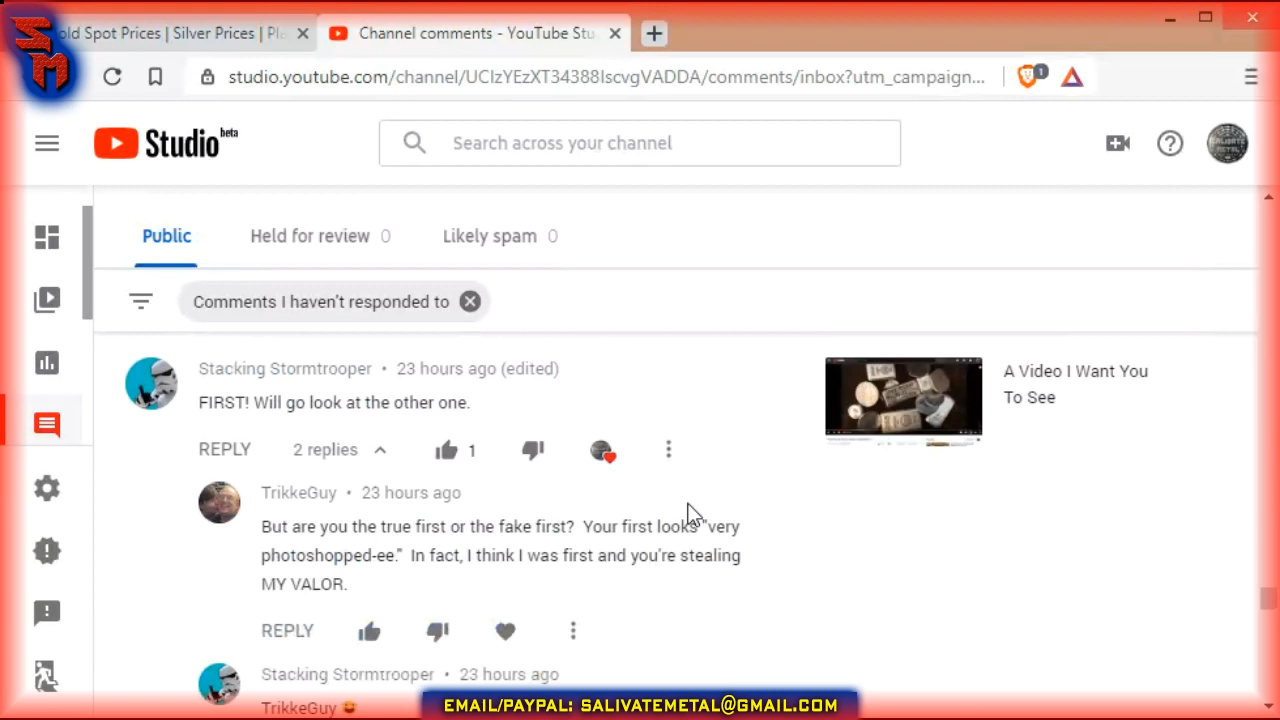 SM
old Spot Prices | Silver Prices | Pla
Channel comments - YouTube Stu
studio.youtube.com/channel/UCIzYEzXT34388IscvgVADDA/comments/inbox?utm_campaign...
1
Studio beta
Search across your channel
Public
Held for review 0
Likely spam 0
Comments I haven't responded to
Stacking Stormtrooper • 23 hours ago (edited)
FIRST! Will go look at the other one.
A Video I Want You
To See
REPLY 2 replies 1
TrikkeGuy • 23 hours ago
But are you the true first or the fake first?  Your first looks "very
photoshopped-ee."  In fact, I think I was first and you're stealing
MY VALOR.
REPLY
Stacking Stormtrooper • 23 hours ago
TrikkeGuy
EMAIL/PAYPAL: SALIVATEMETAL@GMAIL.COM